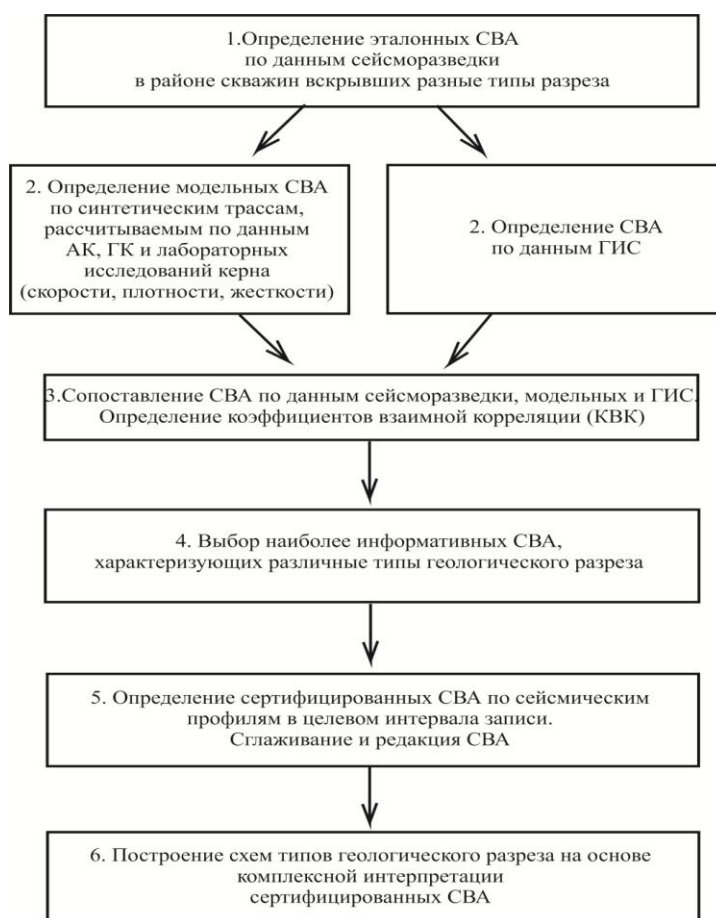 1.Определение эталонных СВА
по данным сейсморазведки
в районе скважин вскрывших разные типы разреза
2. Определение модельных СВА
по синтетическим трассам,
рассчитываемым по данным
АК, ГК и лабораторных
исследований керна
(скорости, плотности, жесткости)
2. Определение СВА
по данным ГИС
3.Сопоставление СВА по данным сейсморазведки, модельных и ГИС.
Определение коэффициентов взаимной корреляции (КВК)
4. Выбор наиболее информативных СВА,
характеризующих различные типы геологического разреза
5. Определение сертифицированных СВА по сейсмическим
профилям в целевом интервала записи.
Сглаживание и редакция СВА
6. Построение схем типов геологического разреза на основе
комплексной интерпретации
сертифицированных СВА